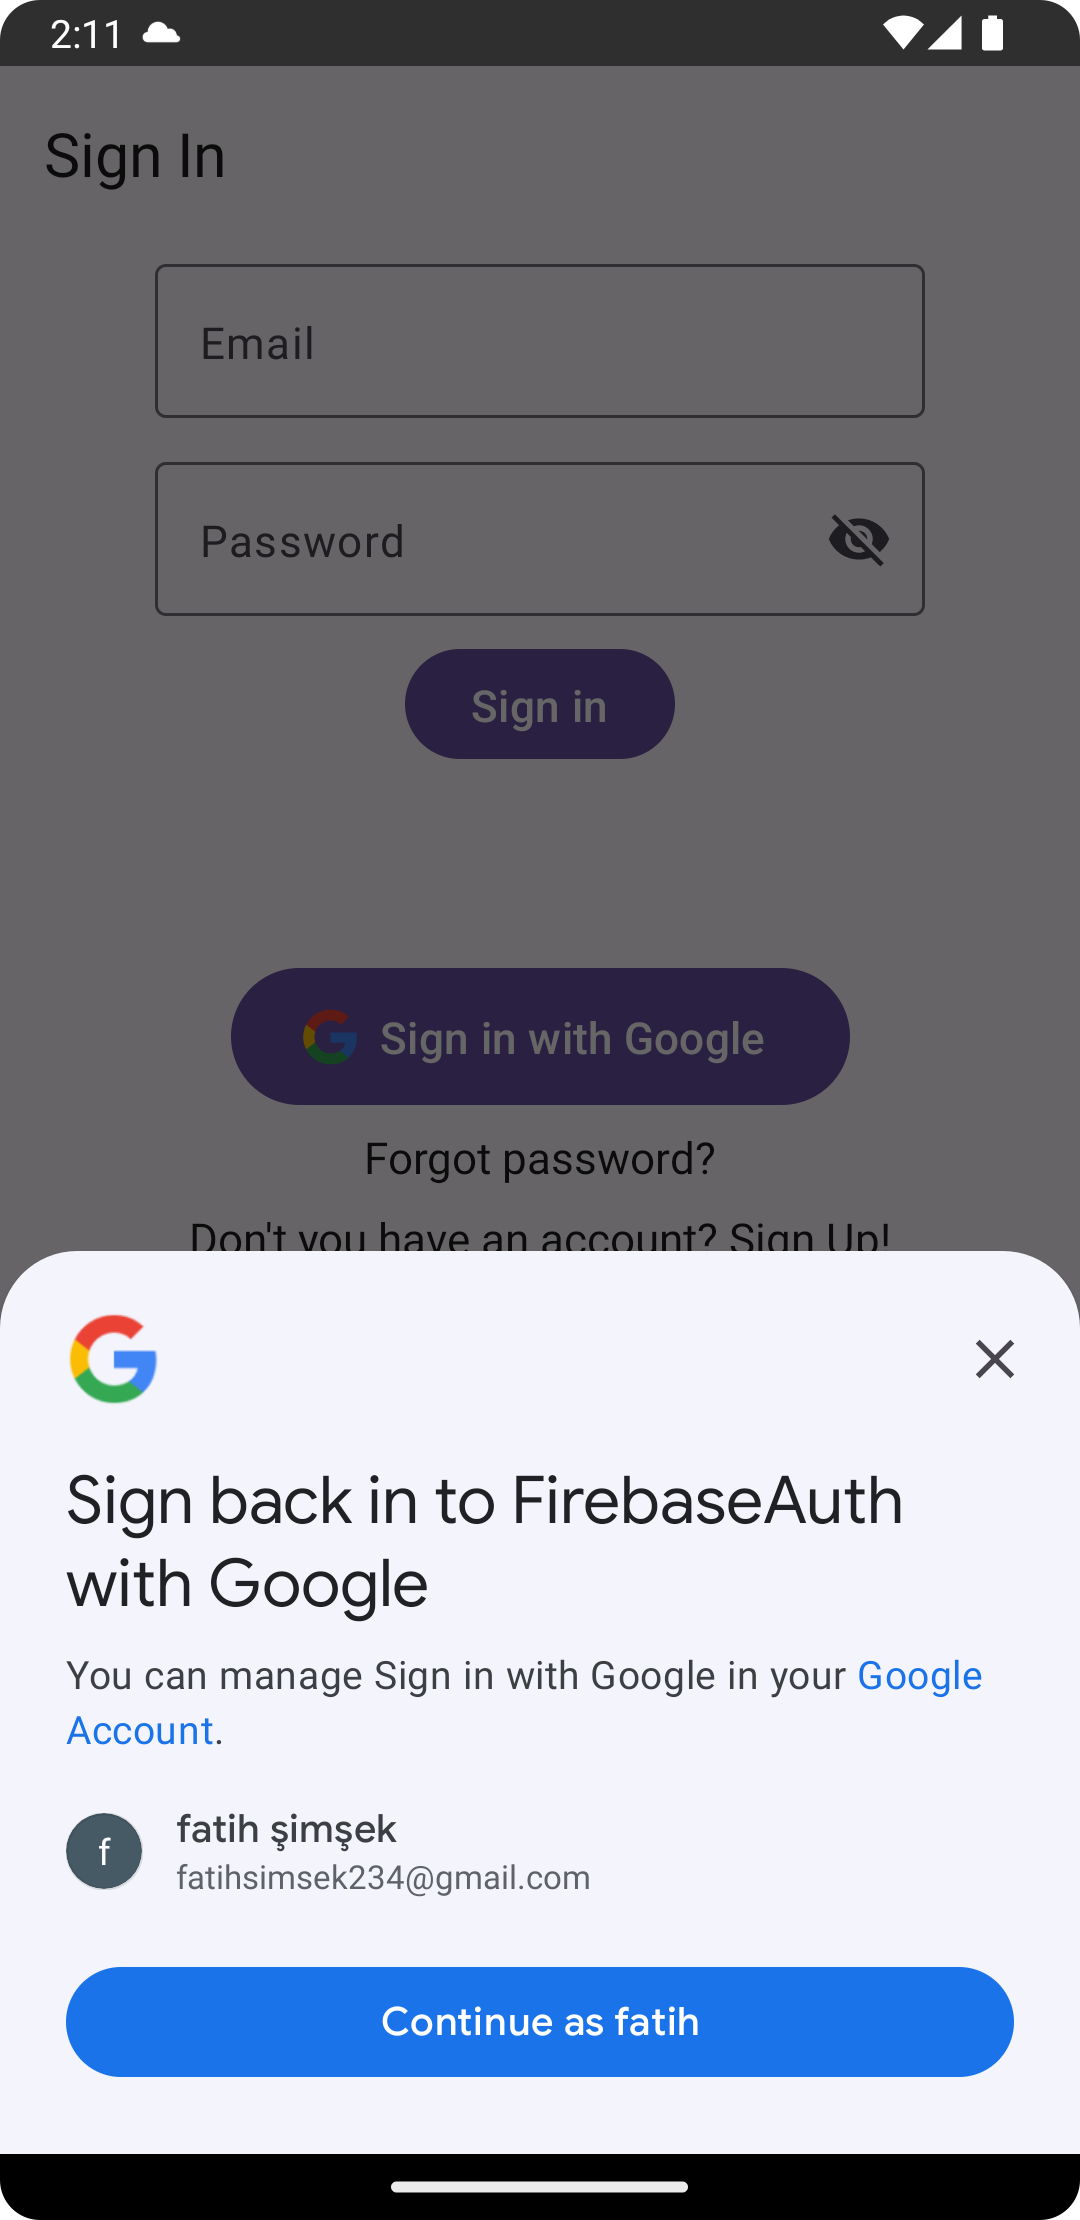 2:11
Sign In
Email
Password
Sign in
Sign in with Google
Forgot password?
Don't you have an account? Sign Up!
Sign back in to FirebaseAuth
with Google
You can manage Sign in with Google in your Google
Account.
f
fatih şimşek
fatihsimsek234@gmail.com
Continue as fatih